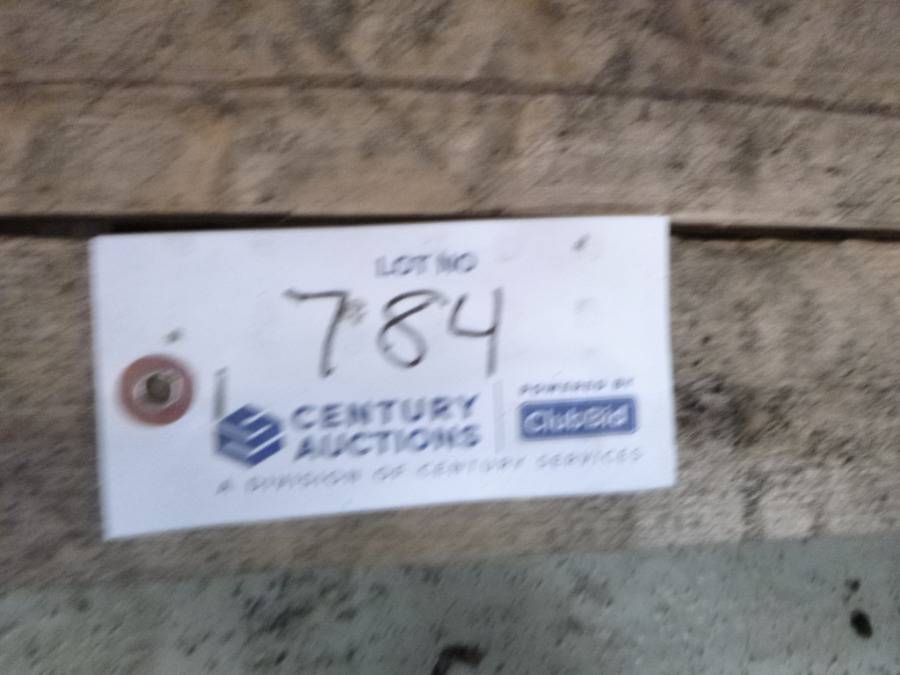 LOT NO
784
CENTURY
AUCTIONS
POWERED BY
ClubBid
A DIVISION OF CENTURY SERVICES